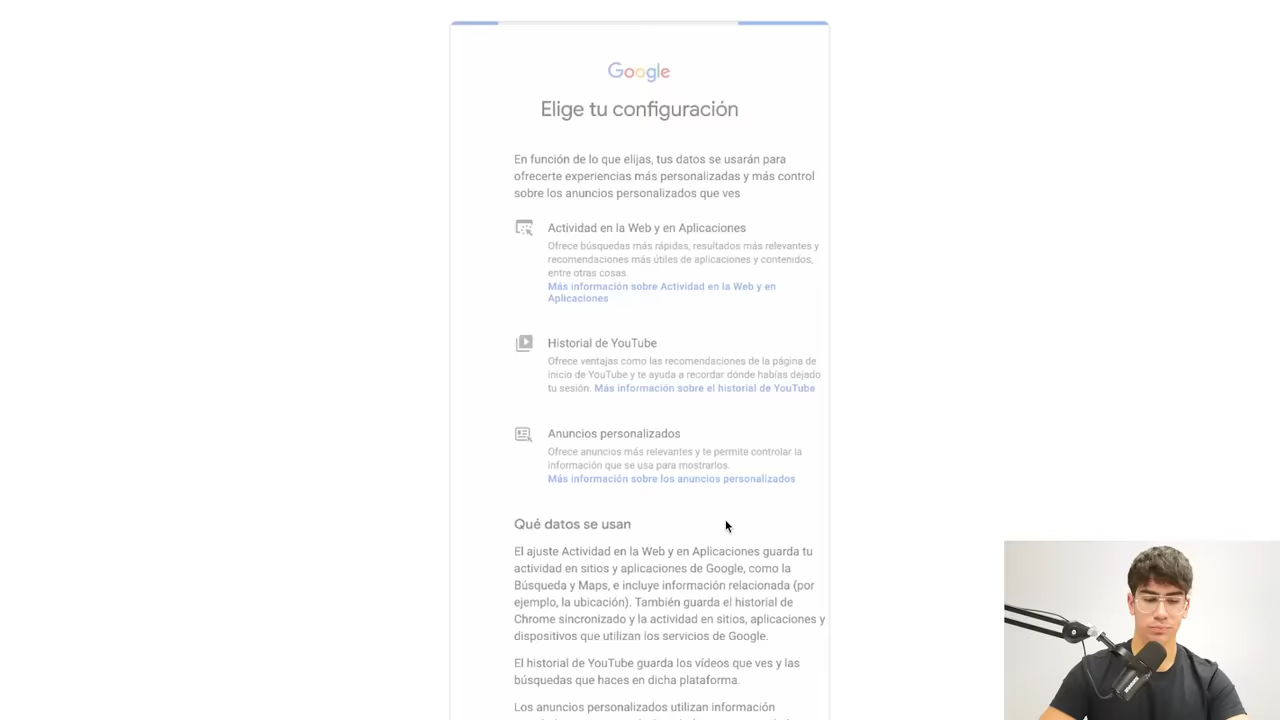 Google
Elige tu configuración
En función de lo que elijas, tus datos se usarán para
ofrecerte experiencias más personalizadas y más control
sobre los anuncios personalizados que ves
Actividad en la Web y en Aplicaciones
Ofrece búsquedas más rápidas, resultados más relevantes y
recomendaciones más útiles de aplicaciones y contenidos,
entre otras cosas.
Más información sobre Actividad en la Web y en
Aplicaciones
Historial de YouTube
Ofrece ventajas como las recomendaciones de la página de
inicio de YouTube y te ayuda a recordar dónde habías dejado
tu sesión. Más información sobre el historial de YouTube
Anuncios personalizados
Ofrece anuncios más relevantes y te permite controlar la
información que se usa para mostrarlos.
Más información sobre los anuncios personalizados
Qué datos se usan
El ajuste Actividad en la Web y en Aplicaciones guarda tu
actividad en sitios y aplicaciones de Google, como la
Búsqueda y Maps, e incluye información relacionada (por
ejemplo, la ubicación). También guarda el historial de
Chrome sincronizado y la actividad en sitios, aplicaciones y
dispositivos que utilizan los servicios de Google.
El historial de YouTube guarda los vídeos que ves y las
búsquedas que haces en dicha plataforma.
Los anuncios personalizados utilizan información